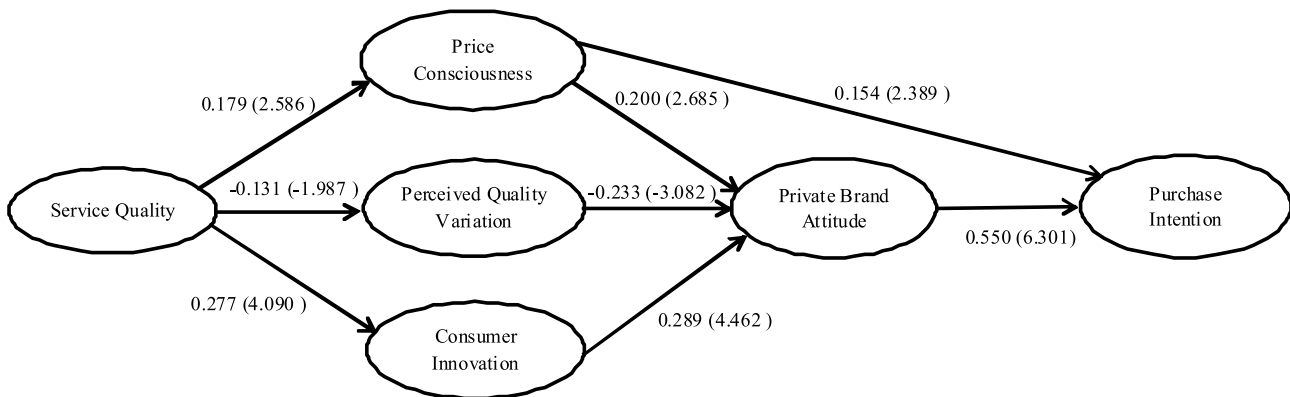 Price
Consciousness
0.179 (2.586 )
0.200 (2.685 )
0.154 (2.389 )
Service Quality
-0.131 (-1.987 )
Perceived Quality
Variation
-0.233 (-3.082 )
Private Brand
Attitude
0.550 (6.301)
Purchase
Intention
0.277 (4.090 )
Consumer
Innovation
0.289 (4.462 )